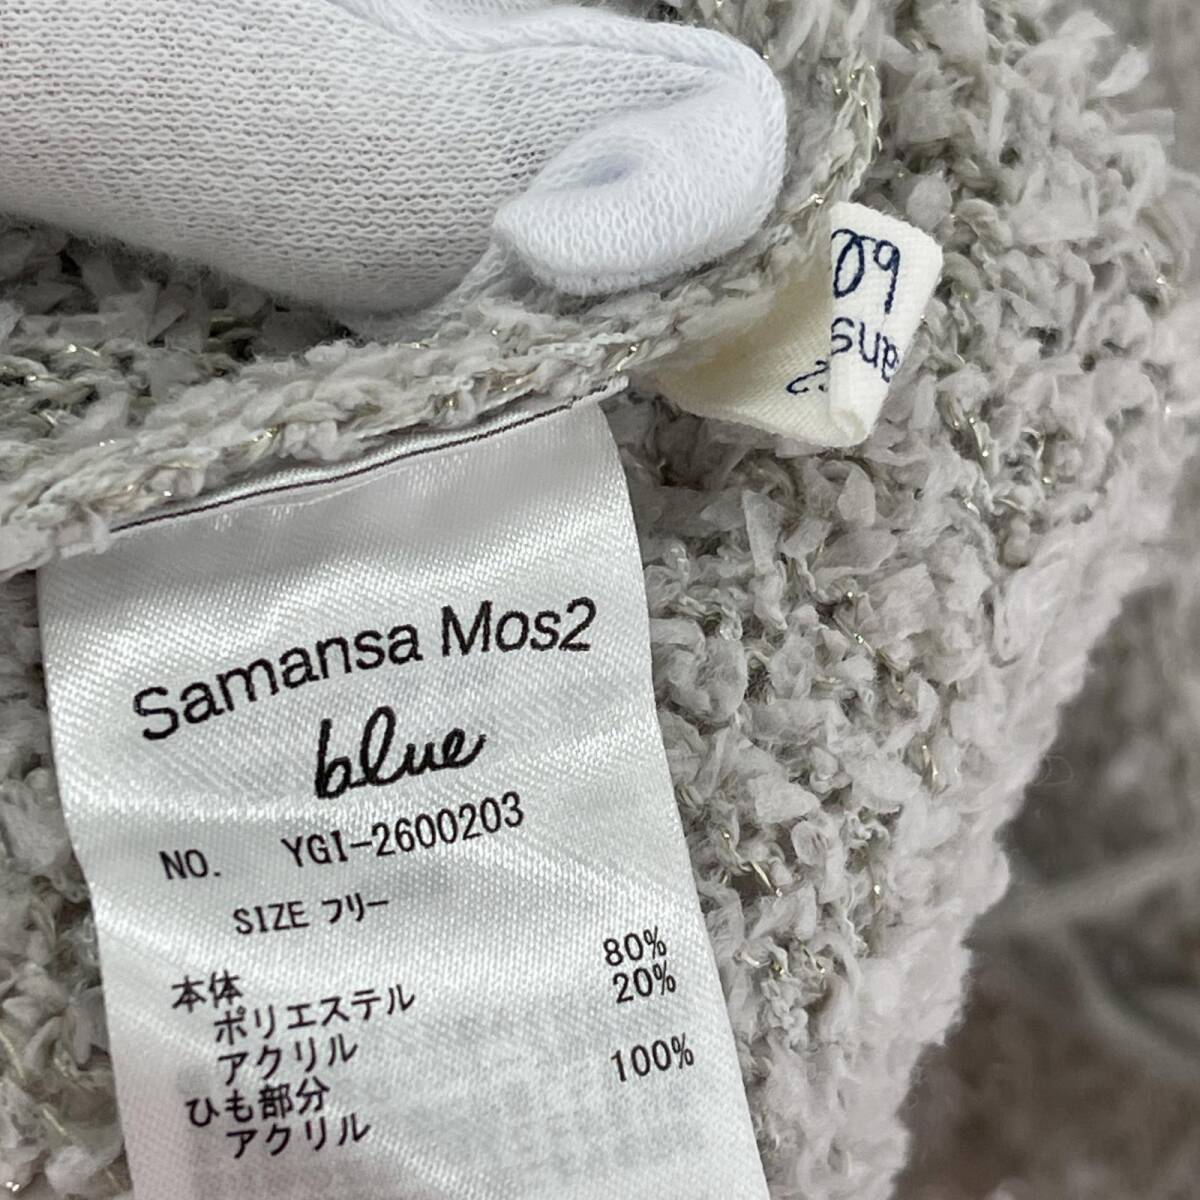 Samansa Mos2
blue
NO. YG1-2600203
SIZE フリー
本体
ポリエステル 80%
アクリル 20%
ひも部分
アクリル 100%